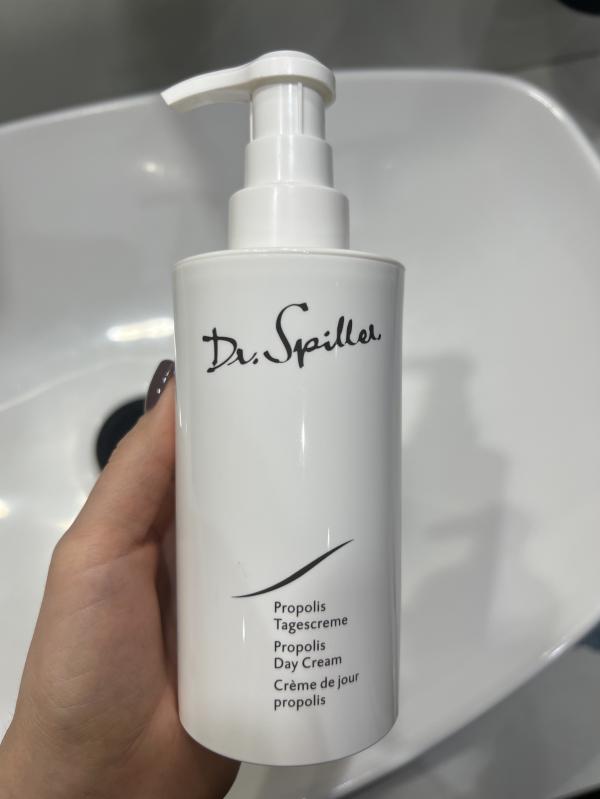 Dr. Spiller
Propolis
Tagescreme
Propolis
Day Cream
Crème de jour
propolis